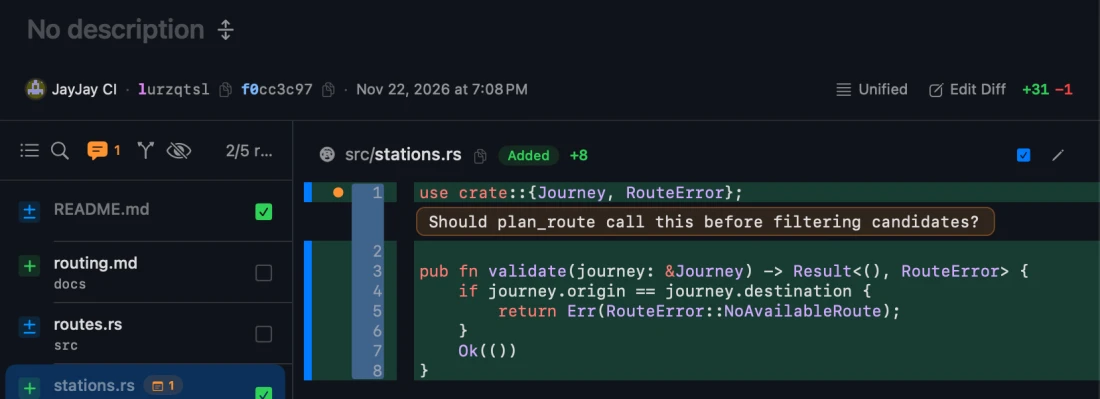 No description
JayJay CI · lurzqtsl f0cc3c97 · Nov 22, 2026 at 7:08 PM
Unified Edit Diff +31 −1
1 2/5 r...
README.md
routing.md
docs
routes.rs
src
stations.rs 1
src/stations.rs Added +8
1 use crate::{Journey, RouteError};
Should plan_route call this before filtering candidates?
2
3 pub fn validate(journey: &Journey) -> Result<(), RouteError> {
4     if journey.origin == journey.destination {
5         return Err(RouteError::NoAvailableRoute);
6     }
7     Ok(())
8 }